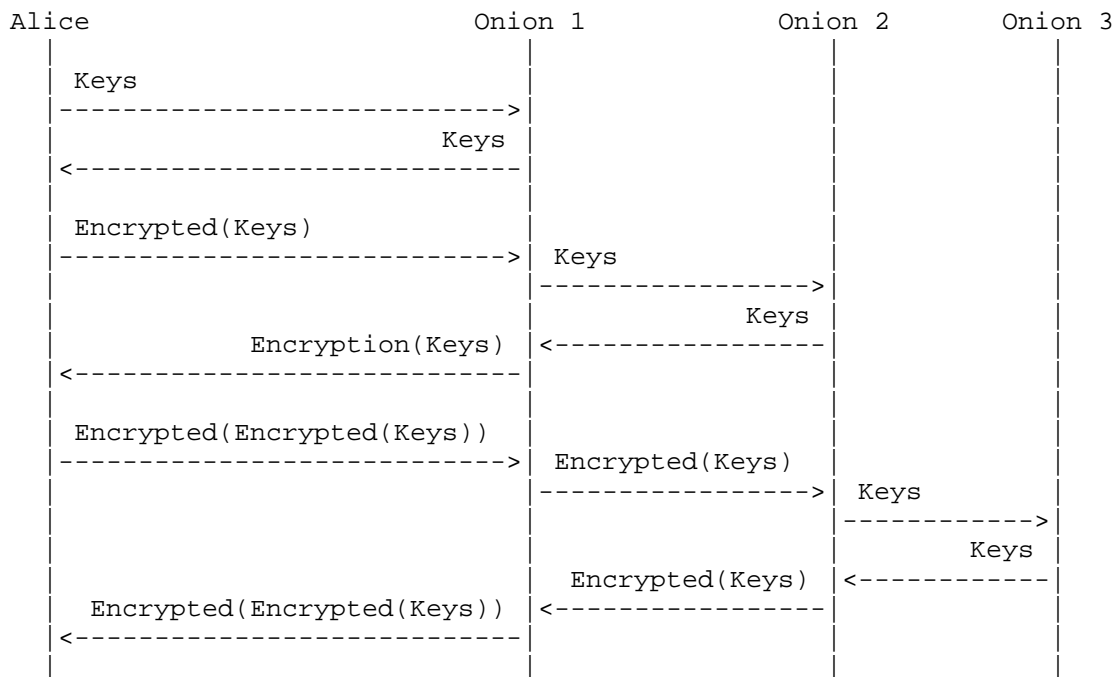 Alice Onion 1 Onion 2 Onion 3
Keys
Keys
Encrypted(Keys)
Keys
Keys
Encryption(Keys)
Encrypted(Encrypted(Keys))
Encrypted(Keys)
Keys
Keys
Encrypted(Keys)
Encrypted(Encrypted(Keys))